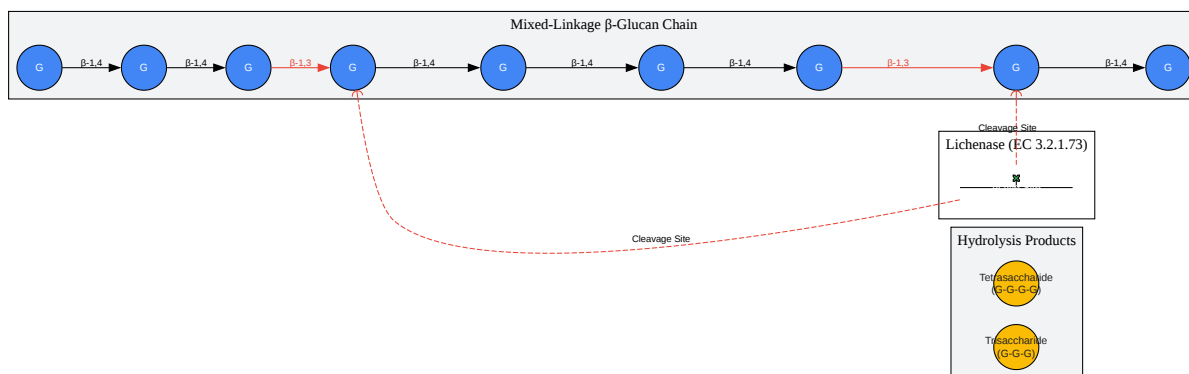 Mixed-Linkage β-Glucan Chain
G β-1,4 G β-1,4 G β-1,3 G β-1,4 G β-1,4 G β-1,4 G β-1,3 G β-1,4 G
Cleavage Site
Lichenase (EC 3.2.1.73)
Cleavage Site
Hydrolysis Products
Tetrasaccharide
(G-G-G-G)
Trisaccharide
(G-G-G)